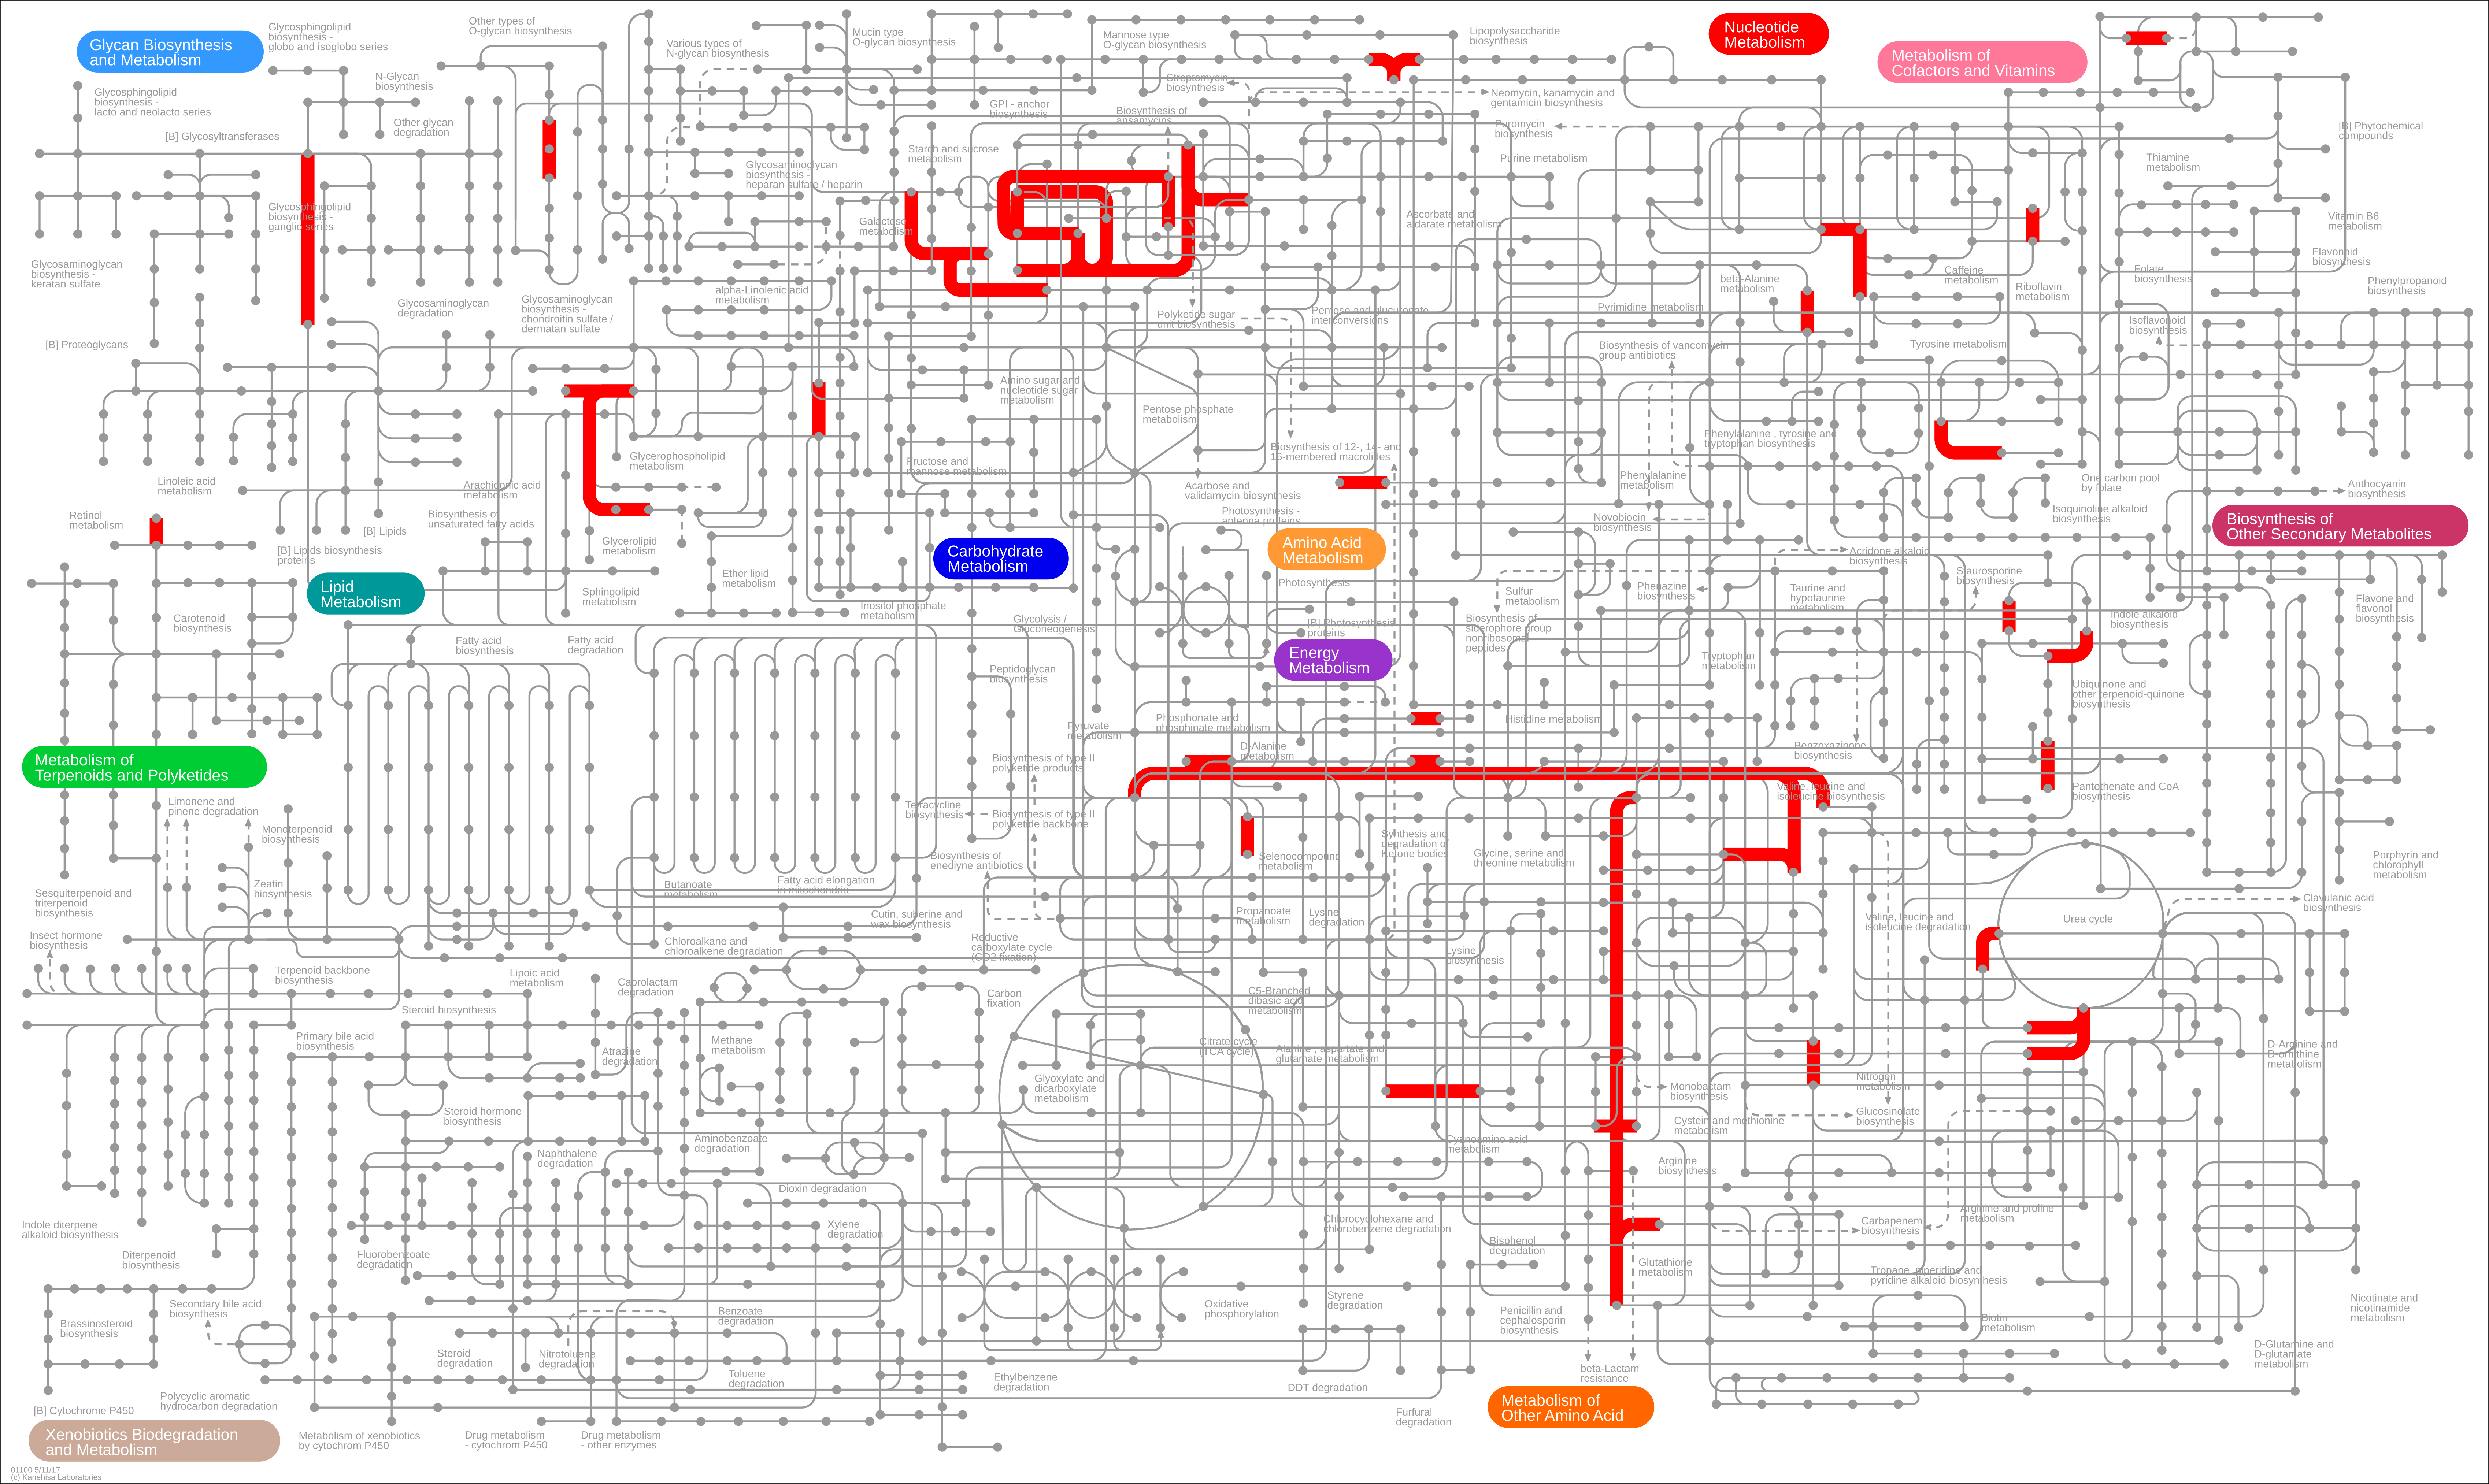 Glycan Biosynthesis
and Metabolism
Glycosphingolipid
biosynthesis -
globo and isoglobo series
Other types of
O-glycan biosynthesis
Various types of
N-glycan biosynthesis
Mucin type
O-glycan biosynthesis
Mannose type
O-glycan biosynthesis
Lipopolysaccharide
biosynthesis
Nucleotide
Metabolism
Metabolism of
Cofactors and Vitamins
N-Glycan
biosynthesis
Glycosphingolipid
biosynthesis -
lacto and neolacto series
[B] Glycosyltransferases
Other glycan
degradation
GPI - anchor
biosynthesis
Streptomycin
biosynthesis
Biosynthesis of
ansamycins
Neomycin, kanamycin and
gentamicin biosynthesis
Puromycin
biosynthesis
Purine metabolism
[B] Phytochemical
compounds
Thiamine
metabolism
Starch and sucrose
metabolism
Glycosaminoglycan
biosynthesis -
heparan sulfate / heparin
Glycosphingolipid
biosynthesis -
ganglio series
Galactose
metabolism
Ascorbate and
aldarate metabolism
Vitamin B6
metabolism
Glycosaminoglycan
biosynthesis -
keratan sulfate
Flavonoid
biosynthesis
Folate
biosynthesis
Caffeine
metabolism
Riboflavin
metabolism
beta-Alanine
metabolism
Phenylpropanoid
biosynthesis
Glycosaminoglycan
degradation
Glycosaminoglycan
biosynthesis -
chondroitin sulfate /
dermatan sulfate
alpha-Linolenic acid
metabolism
Polyketide sugar
unit biosynthesis
Pentose and glucuronate
interconversions
Pyrimidine metabolism
Isoflavonoid
biosynthesis
[B] Proteoglycans
Biosynthesis of vancomycin
group antibiotics
Tyrosine metabolism
Amino sugar and
nucleotide sugar
metabolism
Pentose phosphate
metabolism
Biosynthesis of 12-, 14- and
16-membered macrolides
Phenylalanine , tyrosine and
tryptophan biosynthesis
Glycerophospholipid
metabolism
Fructose and
mannose metabolism
Linoleic acid
metabolism
Arachidonic acid
metabolism
Acarbose and
validamycin biosynthesis
Phenylalanine
metabolism
One carbon pool
by folate
Anthocyanin
biosynthesis
Retinol
metabolism
[B] Lipids
Biosynthesis of
unsaturated fatty acids
Photosynthesis -
antenna proteins
Novobiocin
biosynthesis
Isoquinoline alkaloid
biosynthesis
Biosynthesis of
Other Secondary Metabolites
[B] Lipids biosynthesis
proteins
Glycerolipid
metabolism
Carbohydrate
Metabolism
Amino Acid
Metabolism
Acridone alkaloid
biosynthesis
Lipid
Metabolism
Sphingolipid
metabolism
Ether lipid
metabolism
Inositol phosphate
metabolism
Photosynthesis
Sulfur
metabolism
Phenazine
biosynthesis
Taurine and
hypotaurine
metabolism
Staurosporine
biosynthesis
Flavone and
flavonol
biosynthesis
Carotenoid
biosynthesis
Fatty acid
biosynthesis
Fatty acid
degradation
Glycolysis /
Gluconeogenesis
[B] Photosynthesis
proteins
Biosynthesis of
siderophore group
nonribosomal
peptides
Indole alkaloid
biosynthesis
Energy
Metabolism
Peptidoglycan
biosynthesis
Tryptophan
metabolism
Ubiquinone and
other terpenoid-quinone
biosynthesis
Pyruvate
metabolism
Phosphonate and
phosphinate metabolism
Histidine metabolism
D-Alanine
metabolism
Benzoxazinone
biosynthesis
Metabolism of
Terpenoids and Polyketides
Biosynthesis of type II
polyketide products
Valine, leucine and
isoleucine biosynthesis
Pantothenate and CoA
biosynthesis
Limonene and
pinene degradation
Monoterpenoid
biosynthesis
Tetracycline
biosynthesis
Biosynthesis of type II
polyketide backbone
Synthesis and
degradation of
Ketone bodies
Biosynthesis of
enediyne antibiotics
Selenocompound
metabolism
Glycine, serine and
threonine metabolism
Porphyrin and
chlorophyll
metabolism
Sesquiterpenoid and
triterpenoid
biosynthesis
Zeatin
biosynthesis
Butanoate
metabolism
Fatty acid elongation
in mitochondria
Cutin, suberine and
wax biosynthesis
Propanoate
metabolism
Lysine
degradation
Valine, leucine and
isoleucine degradation
Urea cycle
Clavulanic acid
biosynthesis
Insect hormone
biosynthesis
Chloroalkane and
chloroalkene degradation
Reductive
carboxylate cycle
(CO2 fixation)
Lysine
biosynthesis
Terpenoid backbone
biosynthesis
Lipoic acid
metabolism
Caprolactam
degradation
Carbon
fixation
C5-Branched
dibasic acid
metabolism
Steroid biosynthesis
Primary bile acid
biosynthesis
Atrazine
degradation
Methane
metabolism
Citrate cycle
(TCA cycle)
Alanine , aspartate and
glutamate metabolism
D-Arginine and
D-ornithine
metabolism
Glyoxylate and
dicarboxylate
metabolism
Monobactam
biosynthesis
Nitrogen
metabolism
Steroid hormone
biosynthesis
Glucosinolate
biosynthesis
Cystein and methionine
metabolism
Naphthalene
degradation
Aminobenzoate
degradation
Cyanoamino acid
metabolism
Arginine
biosynthesis
Dioxin degradation
Arginine and proline
metabolism
Indole diterpene
alkaloid biosynthesis
Xylene
degradation
Chlorocyclohexane and
chlorobenzene degradation
Carbapenem
biosynthesis
Diterpenoid
biosynthesis
Fluorobenzoate
degradation
Bisphenol
degradation
Glutathione
metabolism
Tropane, piperidine and
pyridine alkaloid biosynthesis
Secondary bile acid
biosynthesis
Brassinosteroid
biosynthesis
Benzoate
degradation
Oxidative
phosphorylation
Styrene
degradation
Penicillin and
cephalosporin
biosynthesis
Biotin
metabolism
Nicotinate and
nicotinamide
metabolism
Steroid
degradation
Nitrotoluene
degradation
Toluene
degradation
Ethylbenzene
degradation
DDT degradation
beta-Lactam
resistance
D-Glutamine and
D-glutamate
metabolism
Polycyclic aromatic
hydrocarbon degradation
[B] Cytochrome P450
Furfural
degradation
Metabolism of
Other Amino Acid
Xenobiotics Biodegradation
and Metabolism
Metabolism of xenobiotics
by cytochrom P450
Drug metabolism
- cytochrom P450
Drug metabolism
- other enzymes
01100 5/11/17
(c) Kanehisa Laboratories